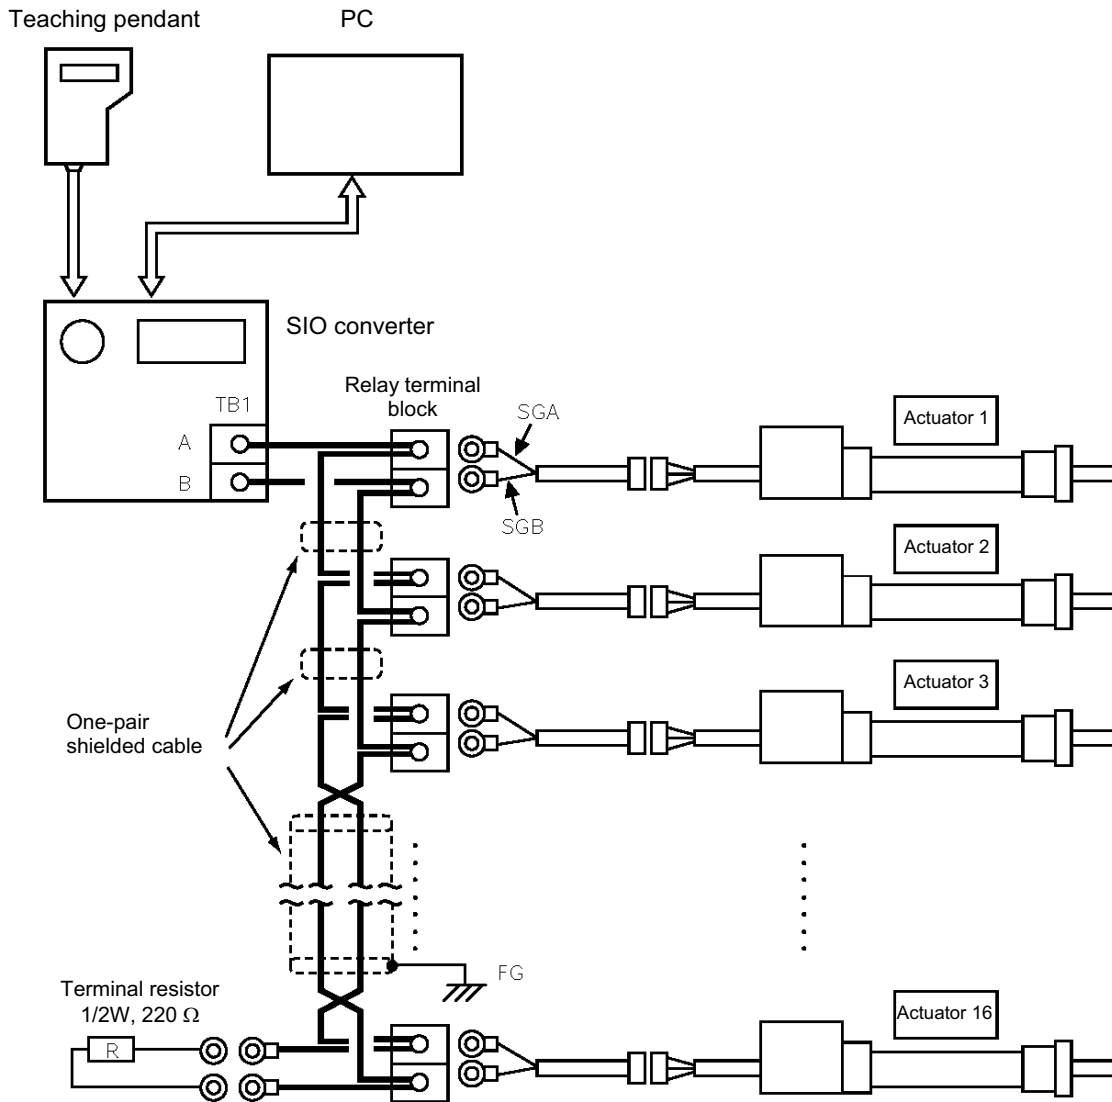 Teaching pendant
PC
SIO converter
TB1
A
B
Relay terminal
block
SGA
SGB
Actuator 1
Actuator 2
Actuator 3
One-pair
shielded cable
FG
Terminal resistor
1/2W, 220 Ω
R
Actuator 16